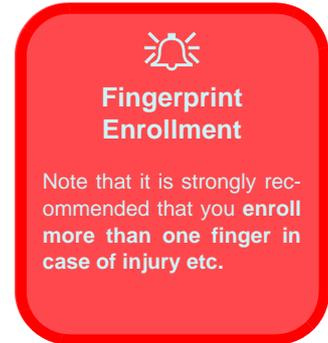 Fingerprint
Enrollment
Note that it is strongly rec-
ommended that you enroll
more than one finger in
case of injury etc.